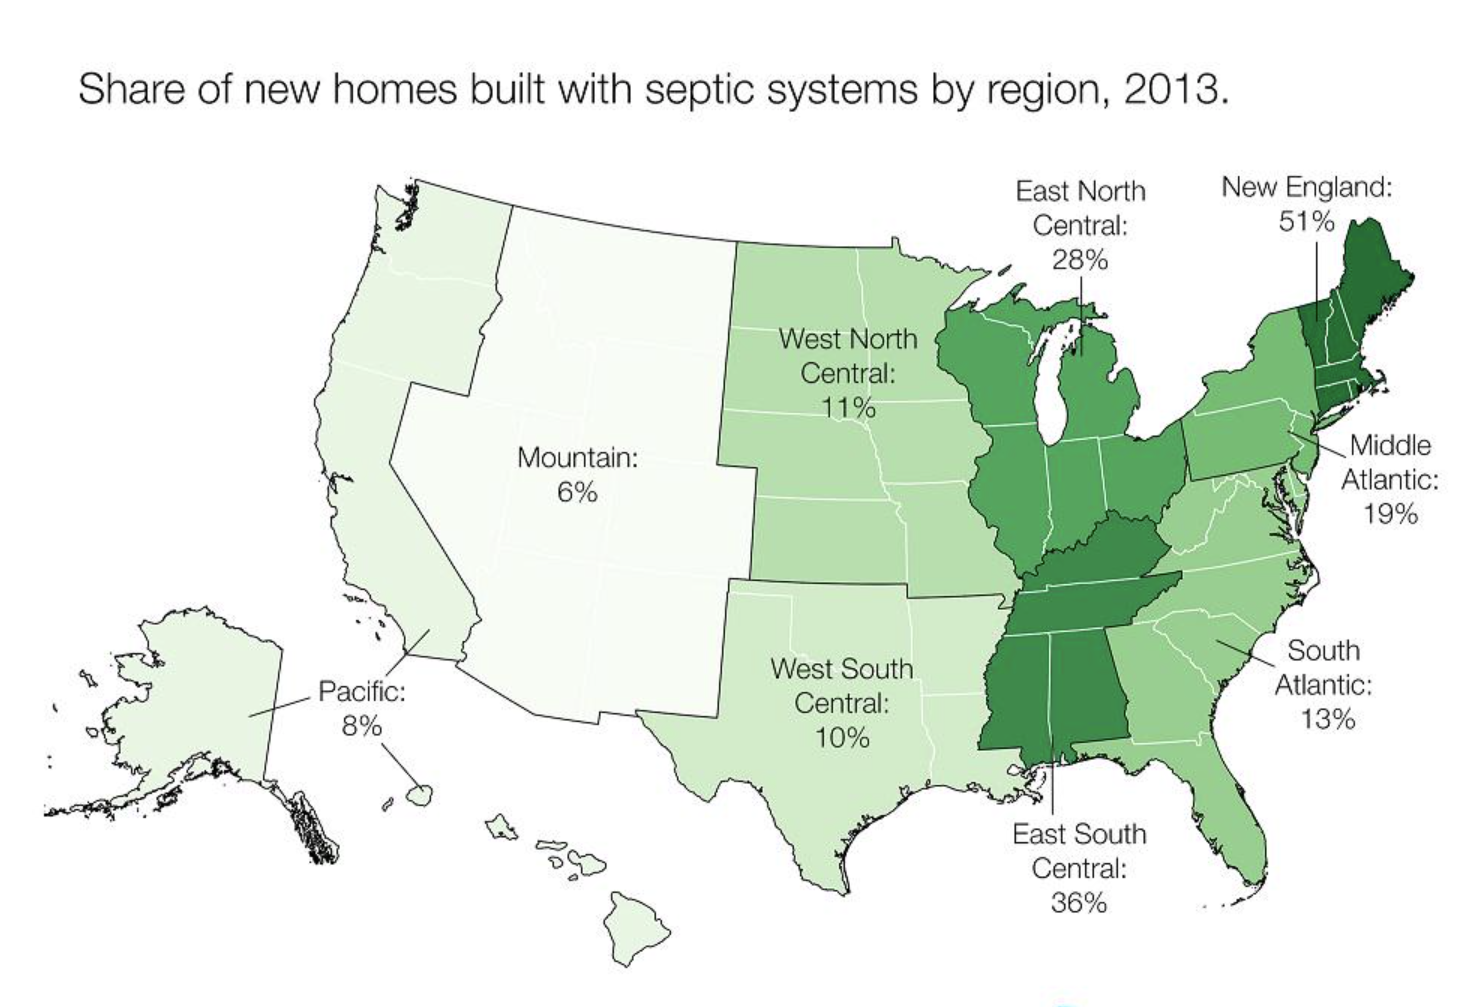 Share of new homes built with septic systems by region, 2013.
East North
Central:
28%
New England:
51%
West North
Central:
11%
Mountain:
6%
Middle
Atlantic:
19%
South
Atlantic:
13%
West South
Central:
10%
Pacific:
8%
East South
Central:
36%